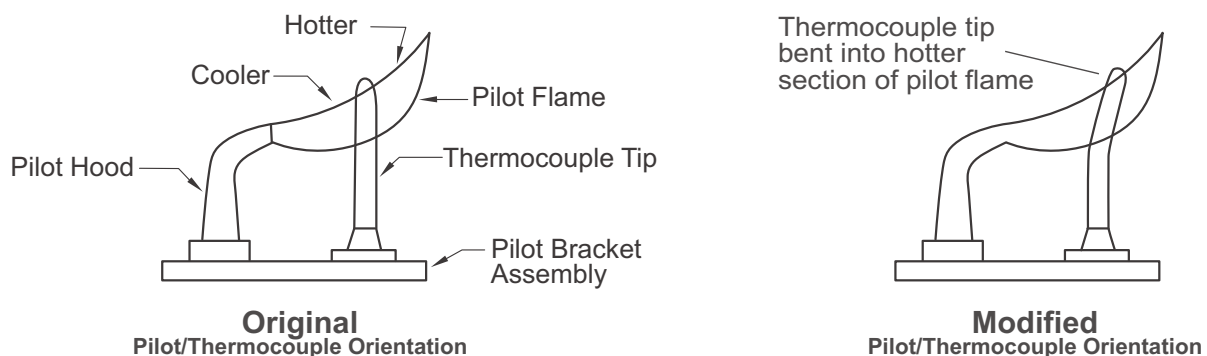 Hotter
Cooler
Pilot Flame
Pilot Hood
Thermocouple Tip
Pilot Bracket
Assembly
Original
Pilot/Thermocouple Orientation
Thermocouple tip
bent into hotter
section of pilot flame
Modified
Pilot/Thermocouple Orientation